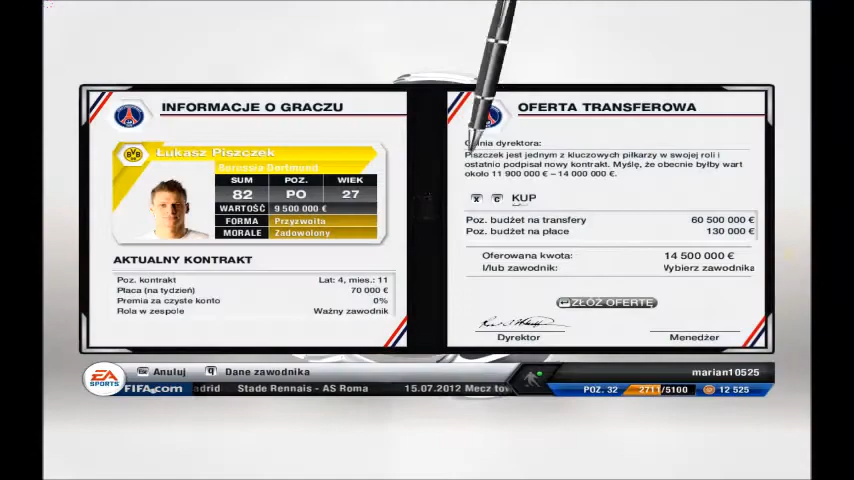 INFORMACJE O GRACZU
Łukasz Piszczek
Borussia Dortmund
SUM POZ. WIEK
82 PO 27
WARTOŚĆ 9 500 000 €
FORMA Przyzwoita
MORALE Zadowolony
AKTUALNY KONTRAKT
Poz. kontrakt Lat: 4, mies.: 11
Płaca (na tydzień) 70 000 €
Premia za czyste konto 0%
Rola w zespole Ważny zawodnik
OFERTA TRANSFEROWA
dyrektora:
Piszczek jest jednym z kluczowych piłkarzy w swojej roli i
ostatnio podpisał nowy kontrakt. Myślę, że obecnie byłby wart
około 11 900 000 € – 14 000 000 €.
X C KUP
Poz. budżet na transfery 60 500 000 €
Poz. budżet na płace 130 000 €
Oferowana kwota: 14 500 000 €
I/lub zawodnik: Wybierz zawodnika
ZŁÓŻ OFERTĘ
Dyrektor Menedżer
EA SPORTS
Anuluj Q Dane zawodnika
marian10525
FIFA.com adrid Stade Rennais - AS Roma 15.07.2012 Mecz tow
POZ. 32 2711/5100 12 525